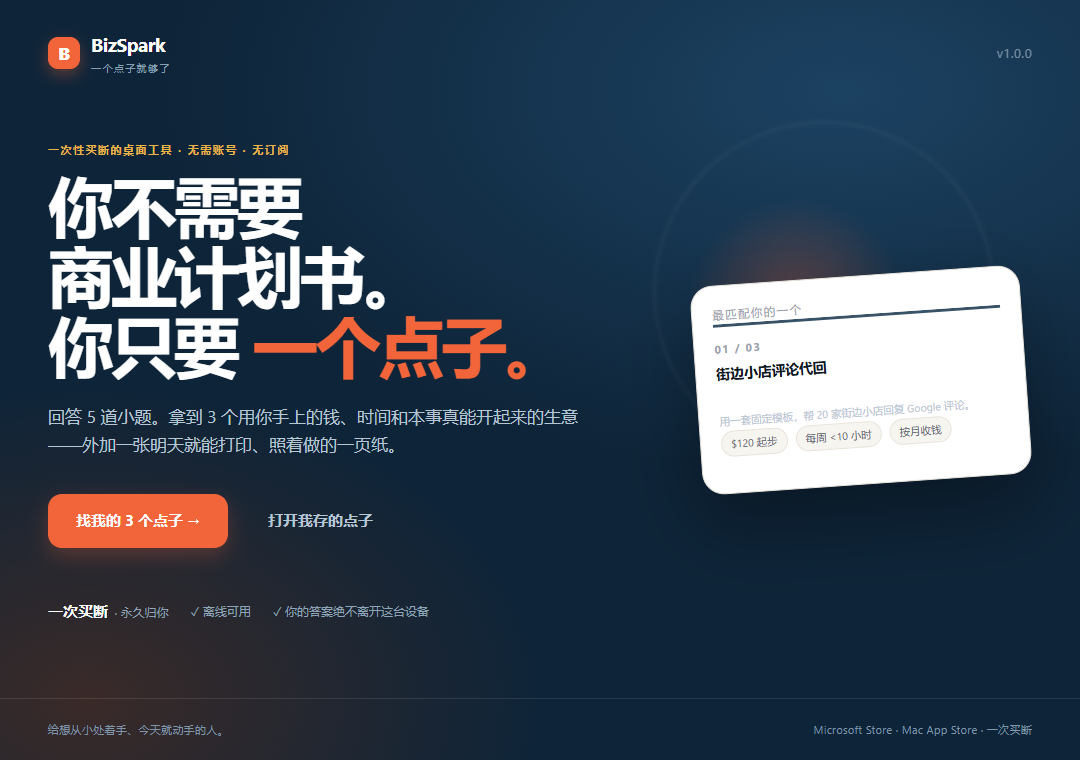 B
BizSpark
一个点子就够了
v1.0.0
一次性买断的桌面工具 · 无需账号 · 无订阅
你不需要
商业计划书。
你只要 一个点子。
回答 5 道小题。拿到 3 个用你手上的钱、时间和本事真能开起来的生意
——外加一张明天就能打印、照着做的一页纸。
找我的 3 个点子 →
打开我存的点子
一次买断 · 永久归你 ✓ 离线可用 ✓ 你的答案绝不离开这台设备
最匹配你的一个
01 / 03
街边小店评论代回
用一套固定模板，帮 20 家街边小店回复 Google 评论。
$120 起步 每周 <10 小时 按月收钱
给想从小处着手、今天就动手的人。
Microsoft Store · Mac App Store · 一次买断